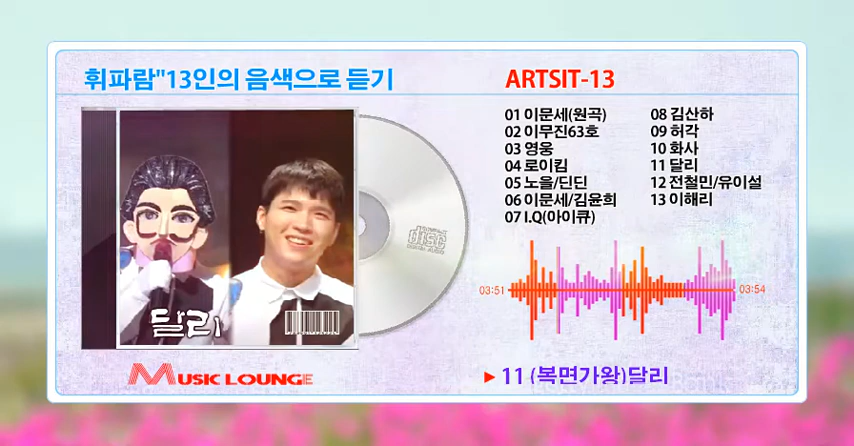 휘파람"13인의 음색으로 듣기
ARTSIT-13
01 이문세(원곡)
02 이무진63호
03 영웅
04 로이킴
05 노을/딘딘
06 이문세/김윤희
07 I.Q(아이큐)
08 김산하
09 허각
10 화사
11 달리
12 전철민/유이설
13 이해리
달리
DISC
03:51
03:54
MUSIC LOUNGE
11 (복면가왕)달리